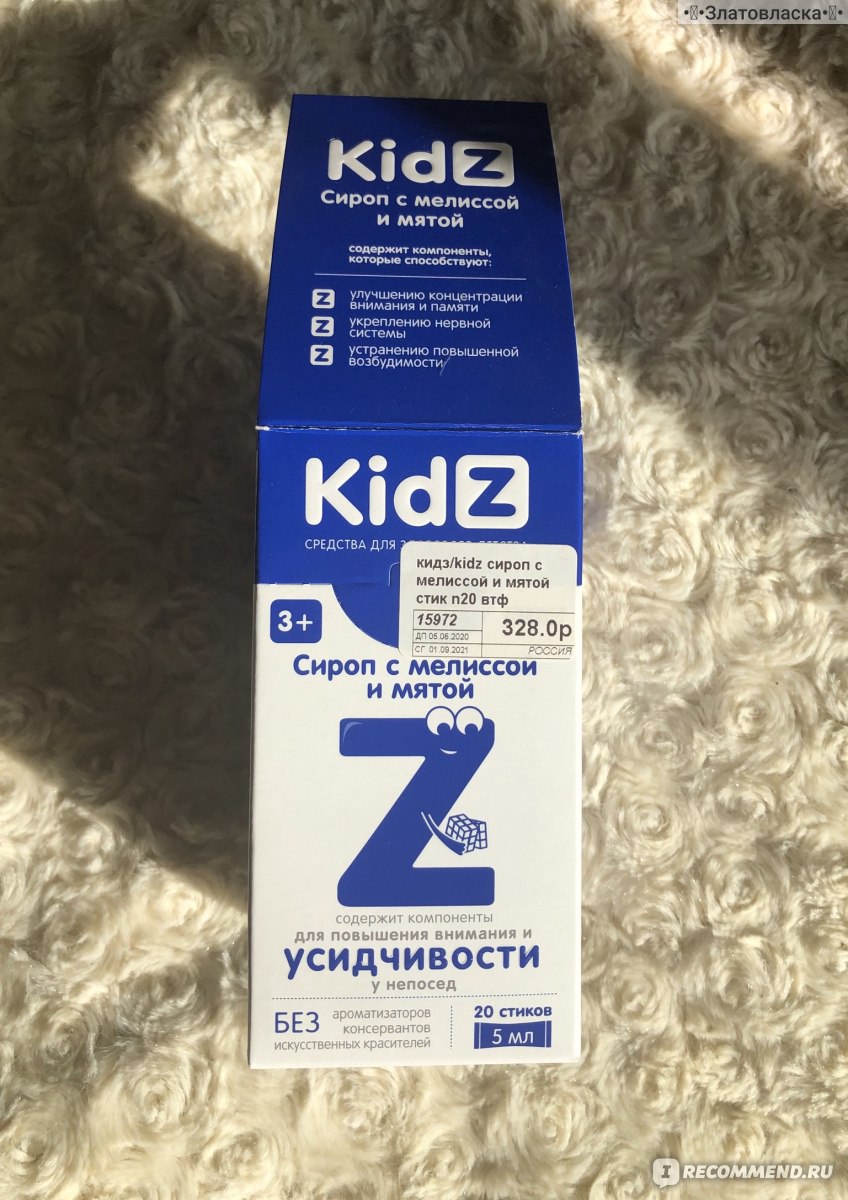 •Златовласка•
KidZ
Сироп с мелиссой
и мятой
содержит компоненты,
которые способствуют:
Z улучшению концентрации
внимания и памяти
Z укреплению нервной
системы
Z устранению повышенной
возбудимости
KidZ
СРЕДСТВА ДЛЯ
кидз/kidz сироп с
мелиссой и мятой
стик n20 втф
15972
328.0р
ДП 05.06.2020
СГ 01.09.2021
РОССИЯ
3+
Сироп с мелиссой
и мятой
Z
содержит компоненты
для повышения внимания и
усидчивости
у непосед
БЕЗ ароматизаторов
консервантов
искусственных красителей
20 стиков
5 мл
IRECOMMEND.RU